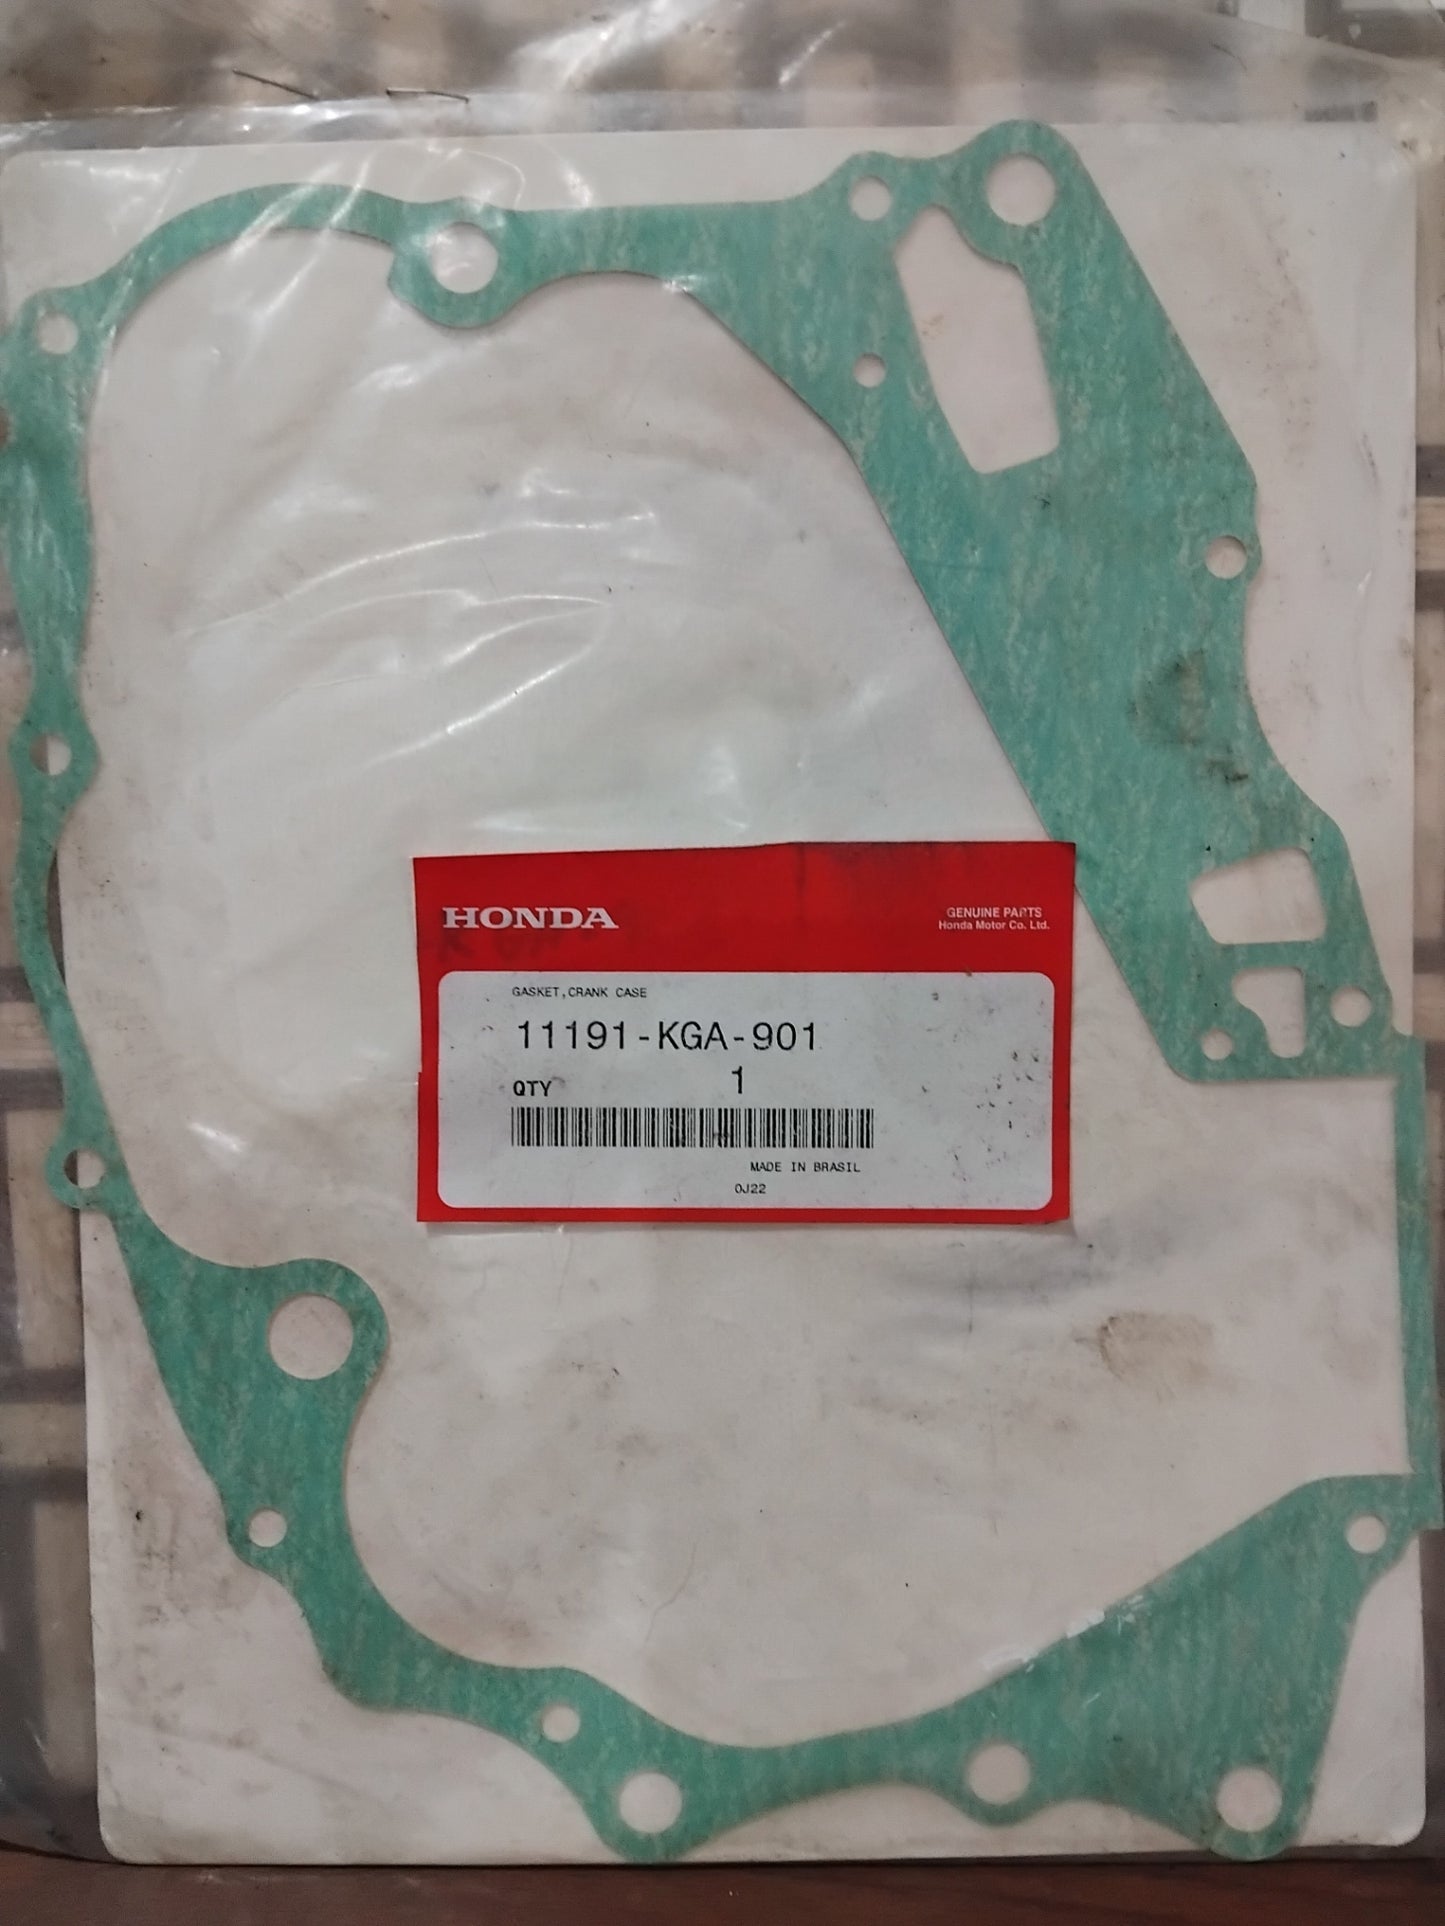 HONDA
GENUINE PARTS
Honda Motor Co. Ltd.
GASKET,CRANK CASE
11191-KGA-901
QTY 1
MADE IN BRASIL
0J22